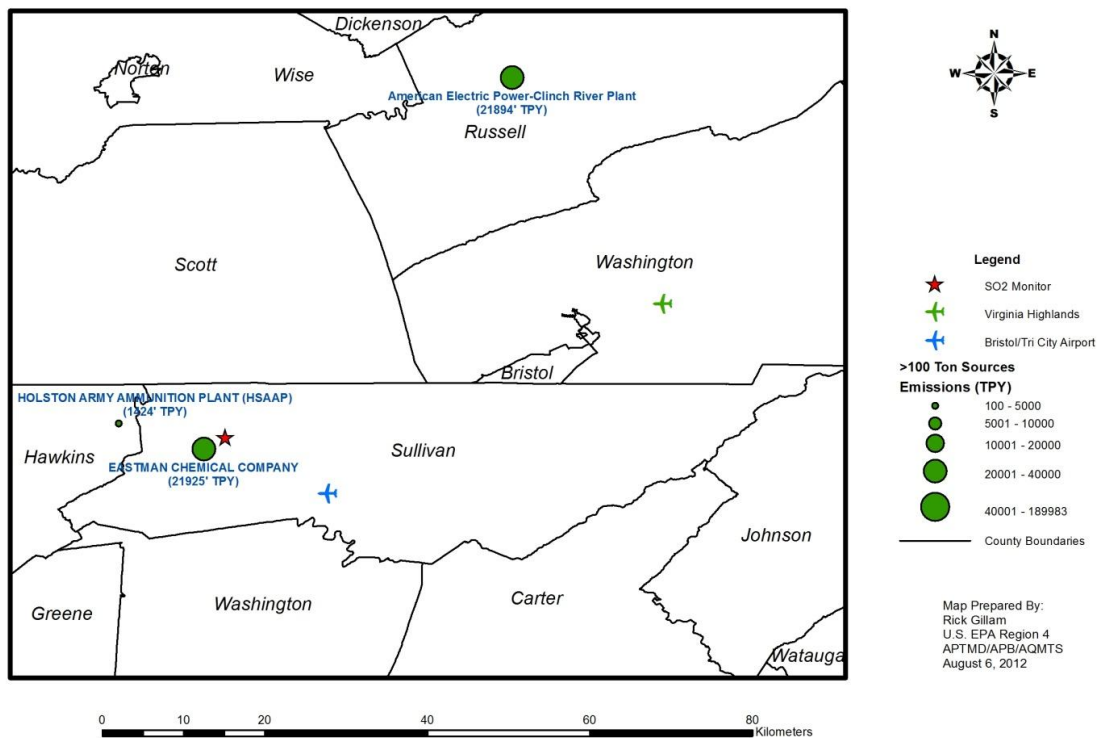 Dickenson
Norton
Wise
American Electric Power-Clinch River Plant
(21894' TPY)
Russell
Scott
Washington
Bristol
HOLSTON ARMY AMMUNITION PLANT (HSAAP)
(1424' TPY)
Hawkins
Sullivan
EASTMAN CHEMICAL COMPANY
(21925' TPY)
Johnson
Greene
Washington
Carter
Watauga
N
W
E
S
Legend
SO2 Monitor
Virginia Highlands
Bristol/Tri City Airport
>100 Ton Sources
Emissions (TPY)
100 - 5000
5001 - 10000
10001 - 20000
20001 - 40000
40001 - 189983
County Boundaries
Map Prepared By:
Rick Gillam
U.S. EPA Region 4
APTMD/APB/AQMTS
August 6, 2012
0 10 20 40 60 80
Kilometers